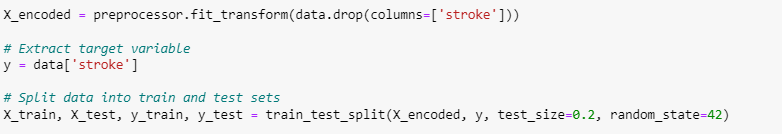 X_encoded = preprocessor.fit_transform(data.drop(columns=['stroke']))
# Extract target variable
y = data['stroke']
# Split data into train and test sets
X_train, X_test, y_train, y_test = train_test_split(X_encoded, y, test_size=0.2, random_state=42)